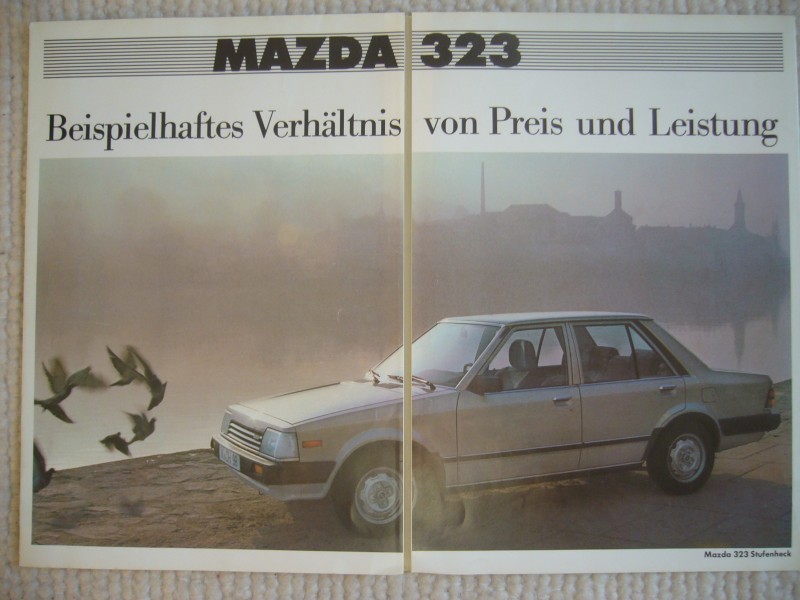 MAZDA 323
Beispielhaftes Verhältnis von Preis und Leistung
Mazda 323 Stufenheck